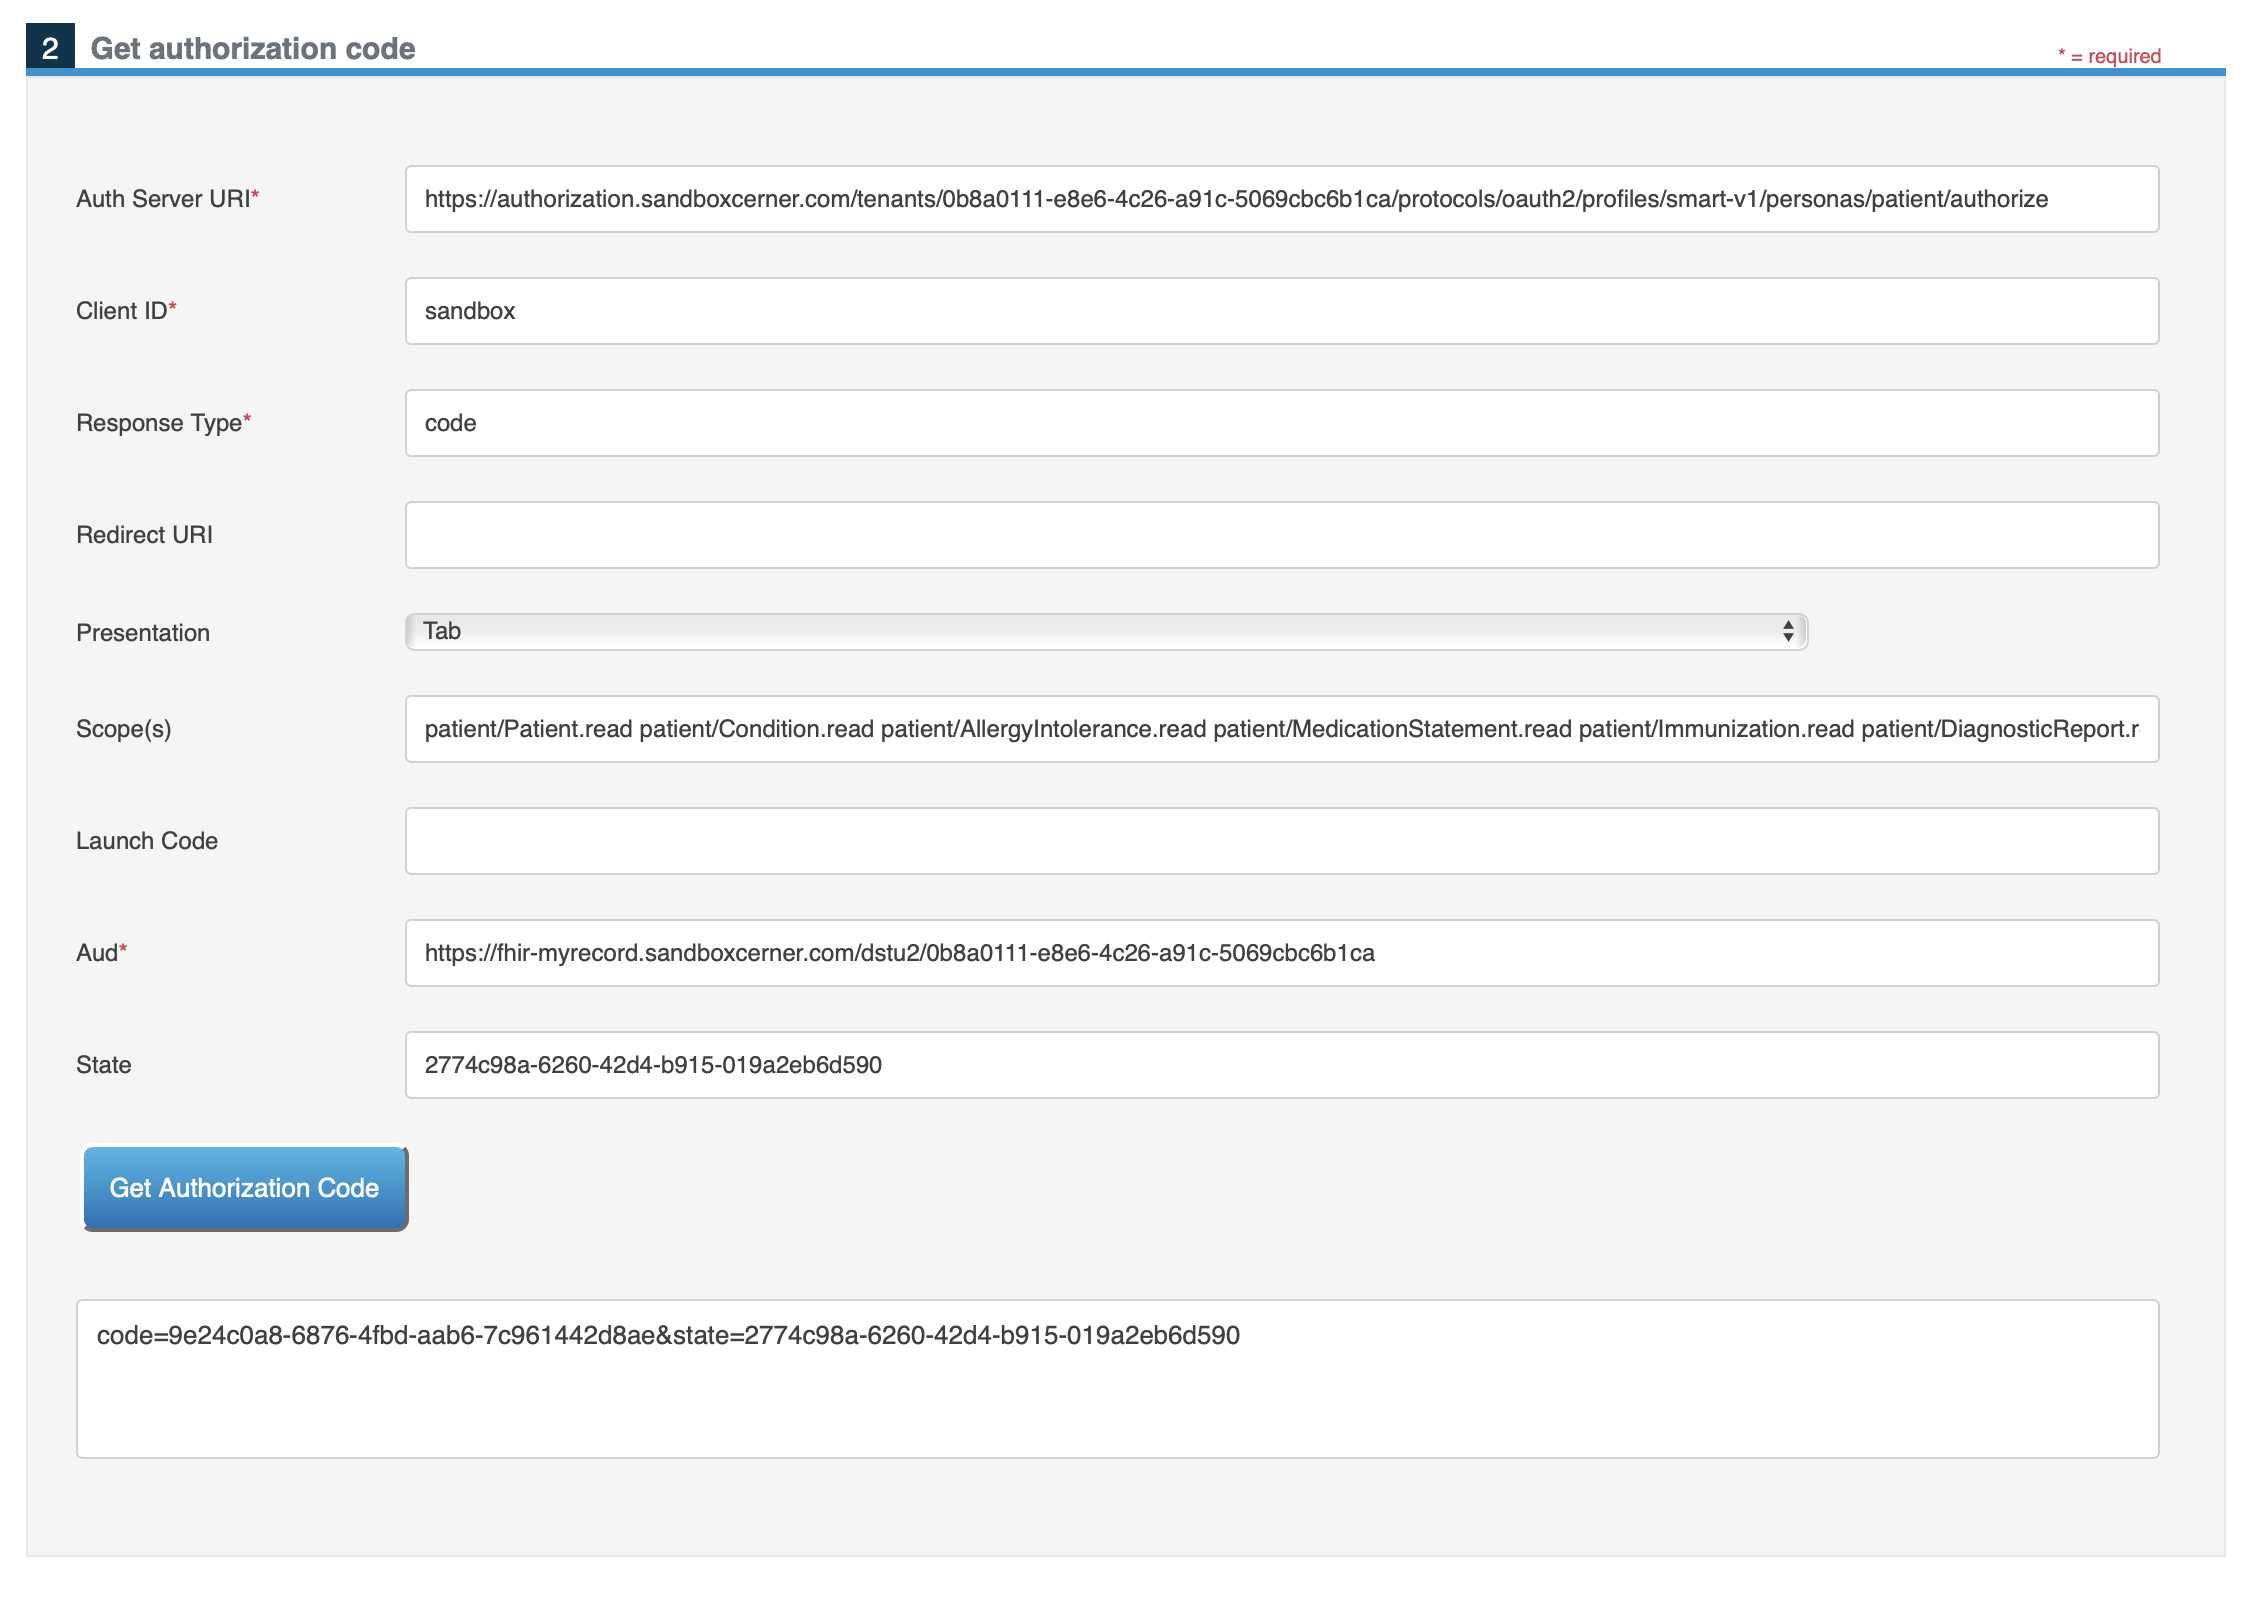 2 Get authorization code
* = required
Auth Server URI* https://authorization.sandboxcerner.com/tenants/0b8a0111-e8e6-4c26-a91c-5069cbc6b1ca/protocols/oauth2/profiles/smart-v1/personas/patient/authorize
Client ID* sandbox
Response Type* code
Redirect URI
Presentation Tab
Scope(s) patient/Patient.read patient/Condition.read patient/AllergyIntolerance.read patient/MedicationStatement.read patient/Immunization.read patient/DiagnosticReport.r
Launch Code
Aud* https://fhir-myrecord.sandboxcerner.com/dstu2/0b8a0111-e8e6-4c26-a91c-5069cbc6b1ca
State 2774c98a-6260-42d4-b915-019a2eb6d590
Get Authorization Code
code=9e24c0a8-6876-4fbd-aab6-7c961442d8ae&state=2774c98a-6260-42d4-b915-019a2eb6d590